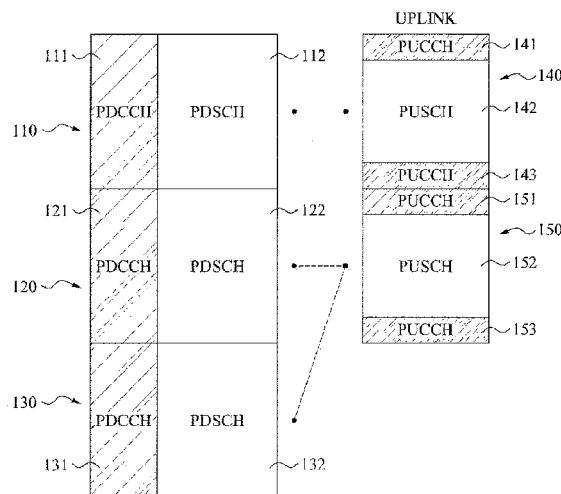 UPLINK
111
112
PUCCH
141
140
PDCCH
PDSCH
PUSCH
142
110
PUCCH
143
121
122
PUCCH
151
150
PDCCH
PDSCH
PUSCH
152
120
PUCCH
153
130
PDCCH
PDSCH
131
132